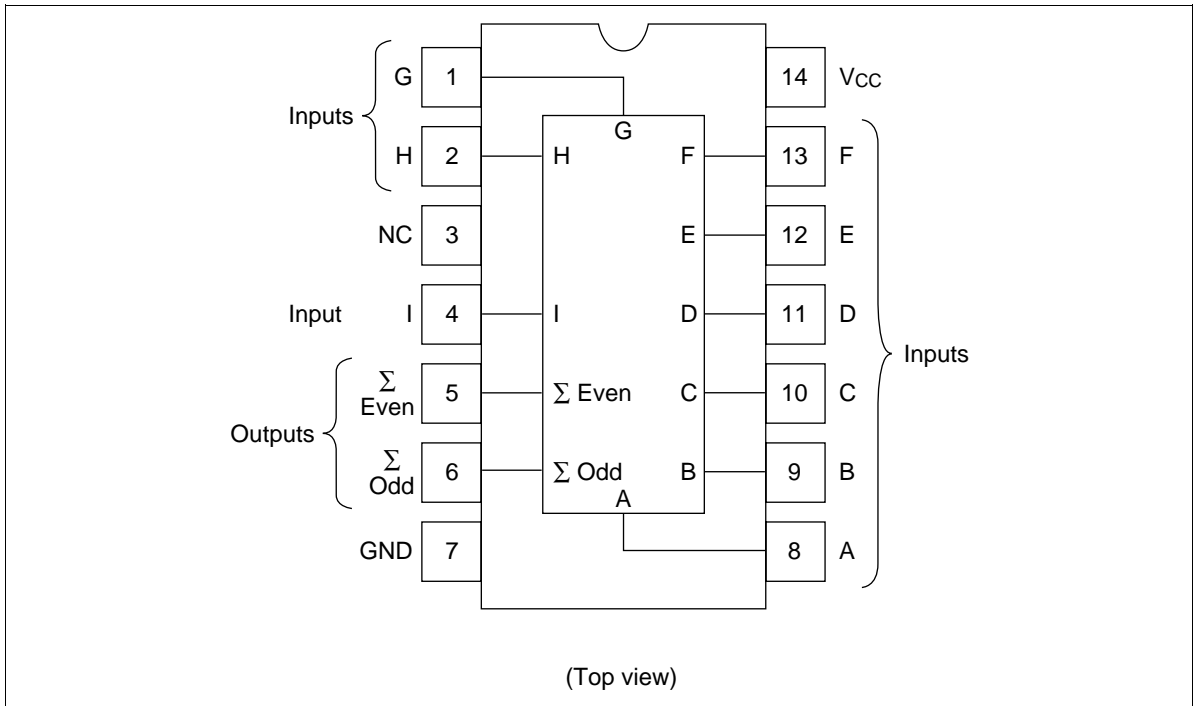 G 1 14 VCC
Inputs
G
H 2 H F 13 F
NC 3 E 12 E
Input I 4 I D 11 D
Inputs
Σ
Even 5 Σ Even C 10 C
Outputs
Σ
Odd 6 Σ Odd B 9 B
A
GND 7 8 A
(Top view)